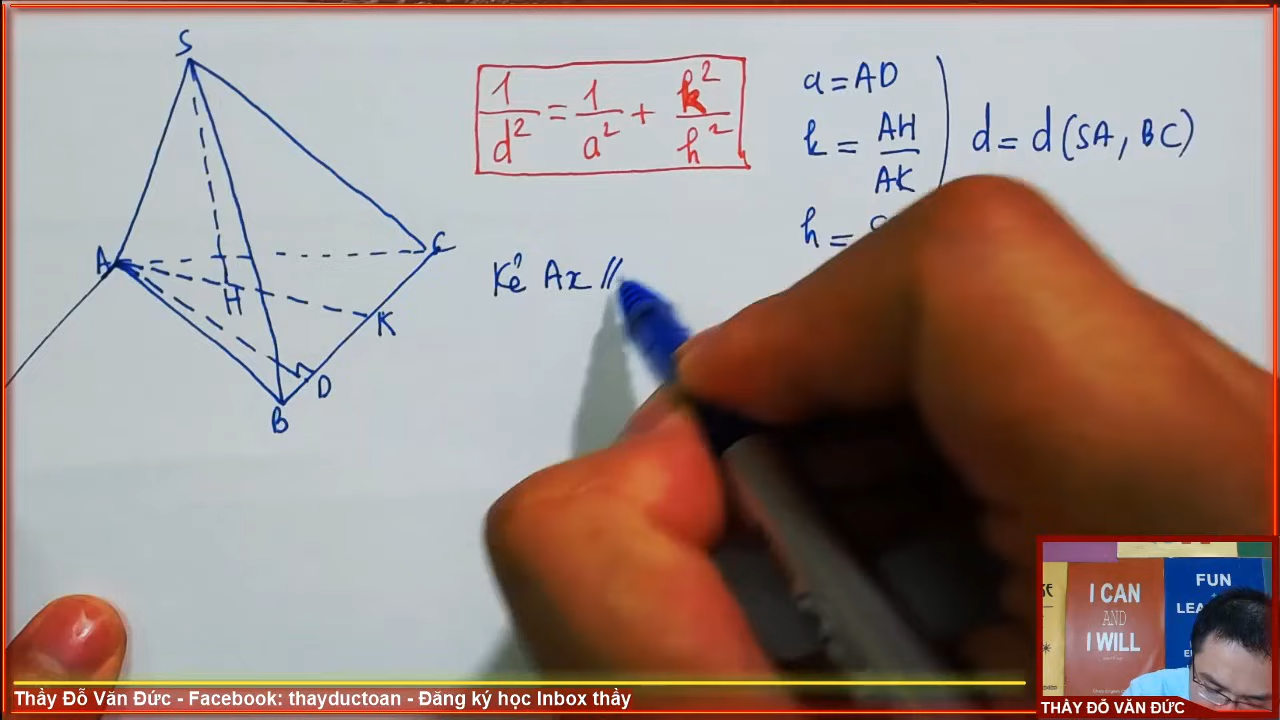 S
A
H
C
K
D
B
1/d² = 1/a² + k²/h²
a = AD
k = AH/AK
h =
d = d(SA, BC)
Kẻ Ax //
I CAN
AND
I WILL
FUN
Thầy Đỗ Văn Đức - Facebook: thayductoan - Đăng ký học Inbox thầy
THẦY ĐỖ VĂN ĐỨC